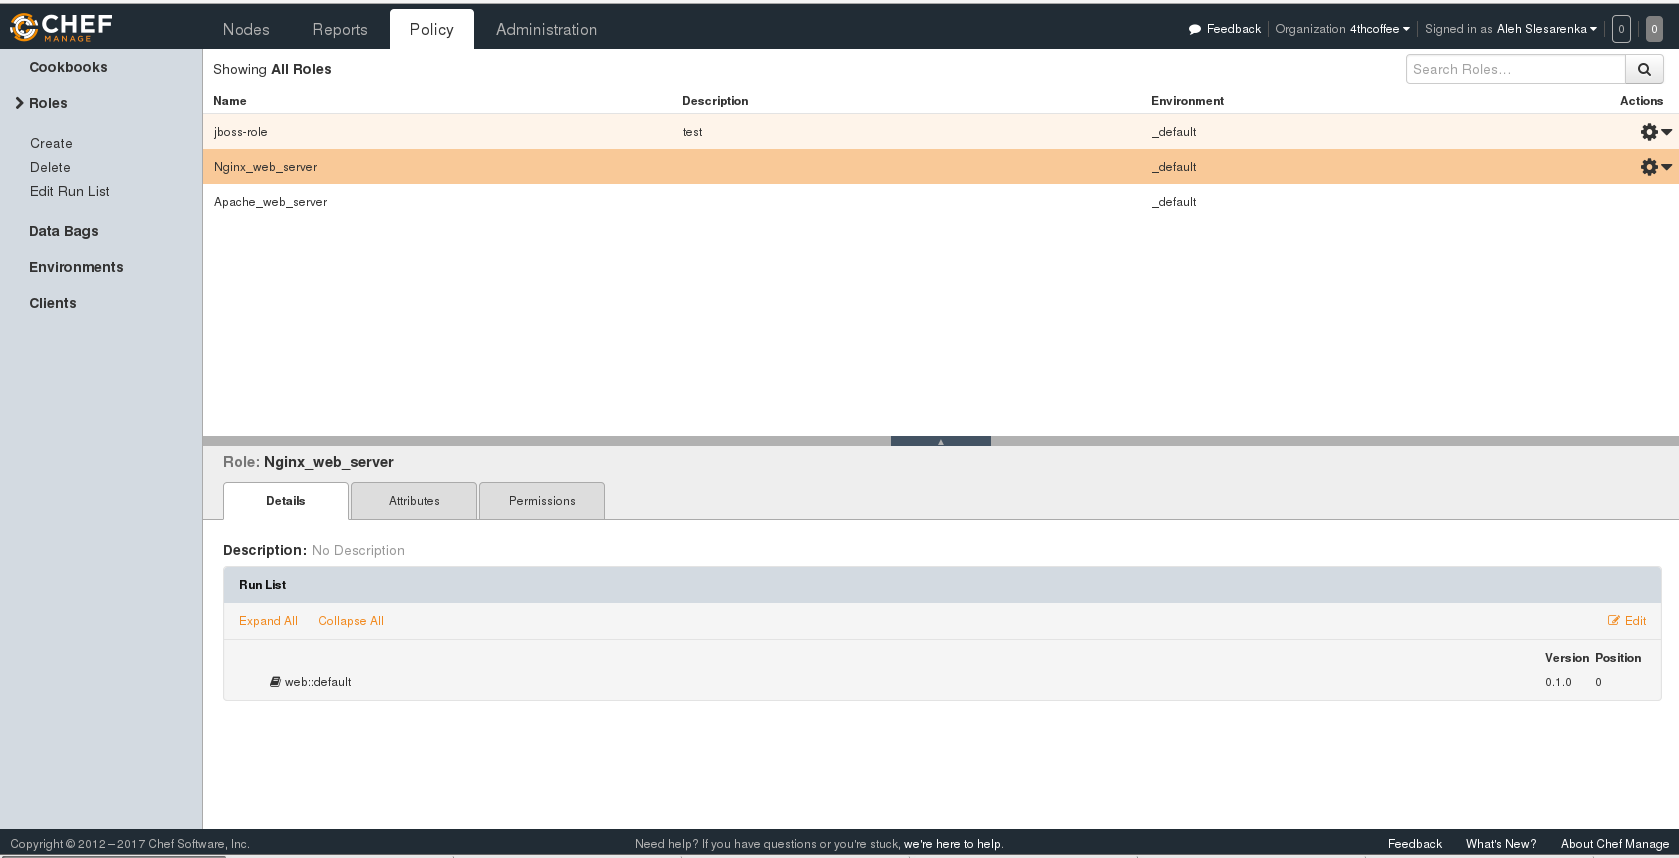 CHEF
MANAGE
Nodes Reports Policy Administration
Feedback Organization 4thcoffee Signed in as Aleh Slesarenka 0 0
Cookbooks
Roles
Create
Delete
Edit Run List
Data Bags
Environments
Clients
Showing All Roles
Search Roles...
Name Description Environment Actions
jboss-role test _default
Nginx_web_server _default
Apache_web_server _default
Role: Nginx_web_server
Details Attributes Permissions
Description: No Description
Run List
Expand All Collapse All Edit
Version Position
web::default 0.1.0 0
Copyright © 2012–2017 Chef Software, Inc.
Need help? If you have questions or you're stuck, we're here to help.
Feedback What's New? About Chef Manage